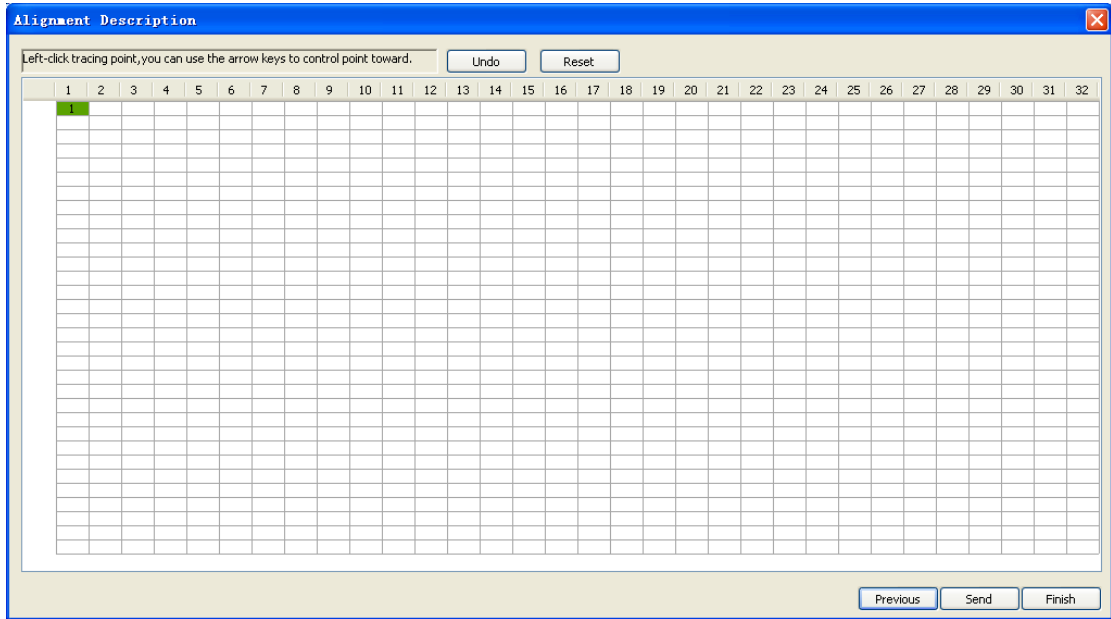 Alignment Description
Left-click tracing point,you can use the arrow keys to control point toward. Undo Reset
1 2 3 4 5 6 7 8 9 10 11 12 13 14 15 16 17 18 19 20 21 22 23 24 25 26 27 28 29 30 31 32
1
Previous Send Finish